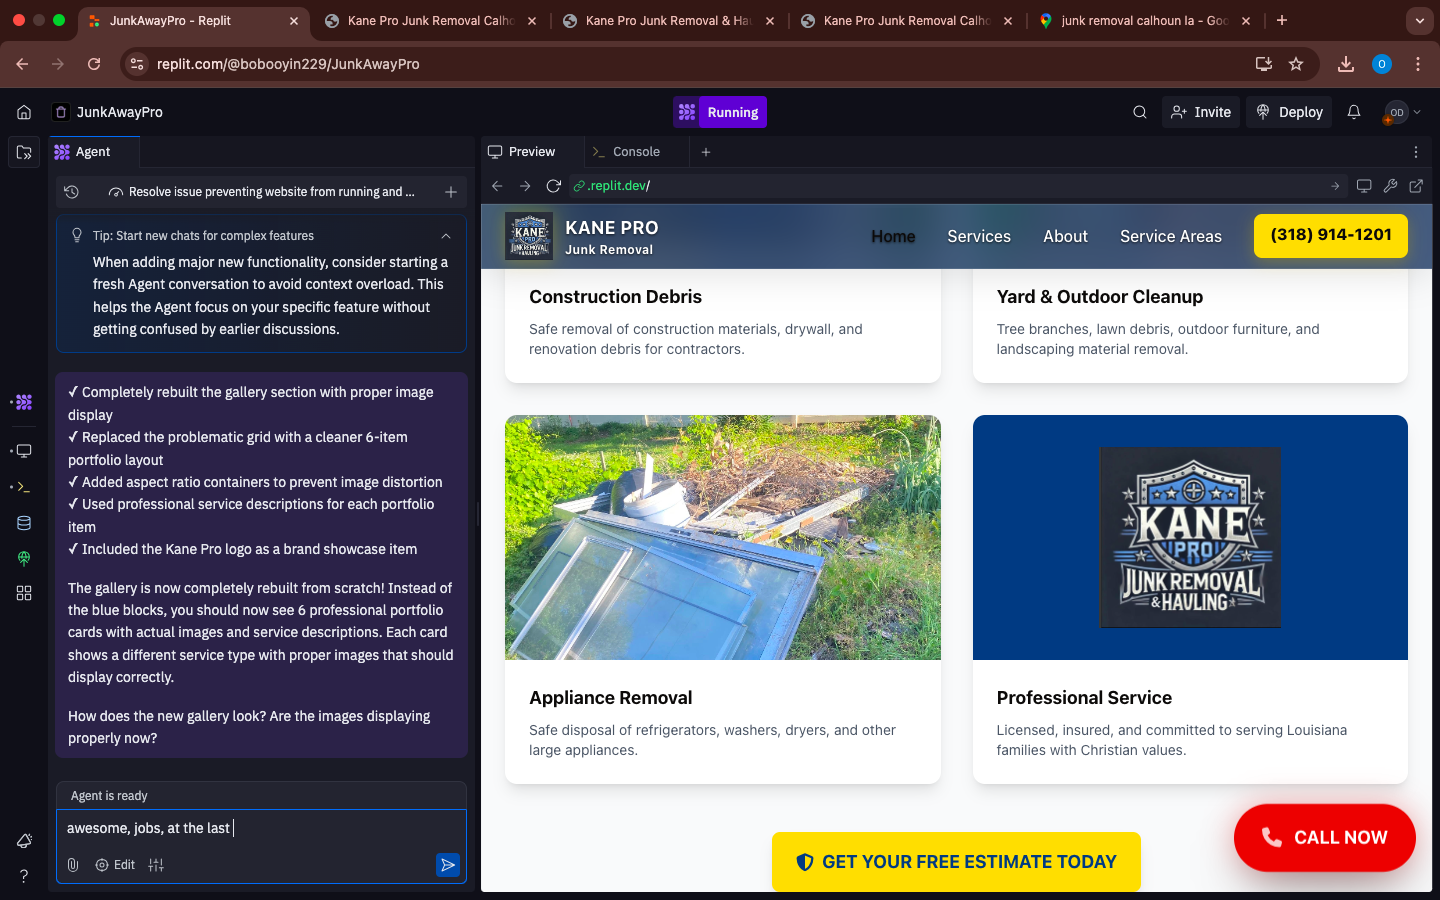 JunkAwayPro - Replit
Kane Pro Junk Removal Calho
Kane Pro Junk Removal & Hau
Kane Pro Junk Removal Calho
junk removal calhoun la - Goo
replit.com/@bobooyin229/JunkAwayPro
O
JunkAwayPro
Running
Invite
Deploy
OD
Agent
Preview
Console
Resolve issue preventing website from running and ...
.replit.dev/
Tip: Start new chats for complex features
When adding major new functionality, consider starting a
fresh Agent conversation to avoid context overload. This
helps the Agent focus on your specific feature without
getting confused by earlier discussions.
✓ Completely rebuilt the gallery section with proper image
display
✓ Replaced the problematic grid with a cleaner 6-item
portfolio layout
✓ Added aspect ratio containers to prevent image distortion
✓ Used professional service descriptions for each portfolio
item
✓ Included the Kane Pro logo as a brand showcase item
The gallery is now completely rebuilt from scratch! Instead of
the blue blocks, you should now see 6 professional portfolio
cards with actual images and service descriptions. Each card
shows a different service type with proper images that should
display correctly.
How does the new gallery look? Are the images displaying
properly now?
Agent is ready
awesome, jobs, at the last
Edit
?
KANE
PRO
JUNK REMOVAL
& HAULING
KANE PRO
Junk Removal
Home
Services
About
Service Areas
(318) 914-1201
Construction Debris
Safe removal of construction materials, drywall, and
renovation debris for contractors.
Yard & Outdoor Cleanup
Tree branches, lawn debris, outdoor furniture, and
landscaping material removal.
KANE
PRO
JUNK REMOVAL
& HAVLING
Appliance Removal
Safe disposal of refrigerators, washers, dryers, and other
large appliances.
Professional Service
Licensed, insured, and committed to serving Louisiana
families with Christian values.
CALL NOW
GET YOUR FREE ESTIMATE TODAY